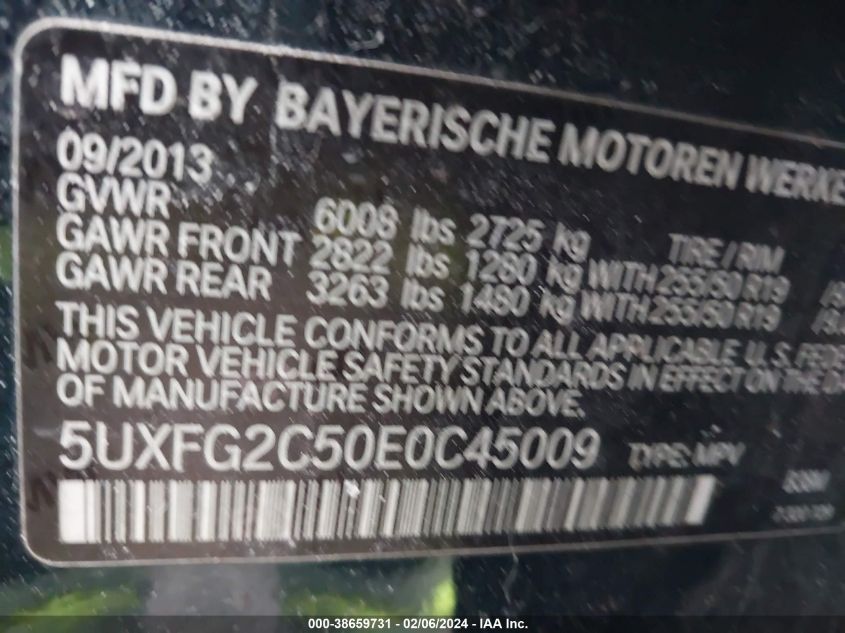 MFD BY BAYERISCHE MOTOREN WERKE
09/2013
GVWR 6008 lbs 2725 kg TIRE / RIM
GAWR FRONT 2822 lbs 1280 kg WITH 255/50 R19
GAWR REAR 3263 lbs 1480 kg WITH 255/50 R19
THIS VEHICLE CONFORMS TO ALL APPLICABLE U.S. FEDE
MOTOR VEHICLE SAFETY STANDARDS IN EFFECT ON THE DA
OF MANUFACTURE SHOWN ABOVE.
5UXFG2C50E0C45009 TYPE: MPV
000-38659731 - 02/06/2024 - IAA Inc.